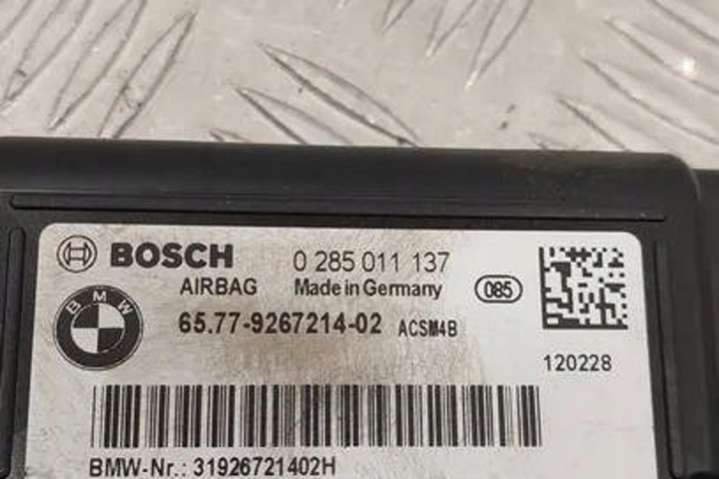 BOSCH 0 285 011 137
AIRBAG Made in Germany 085
BMW 65.77-9267214-02 ACSM4B
120228
BMW-Nr.: 31926721402H